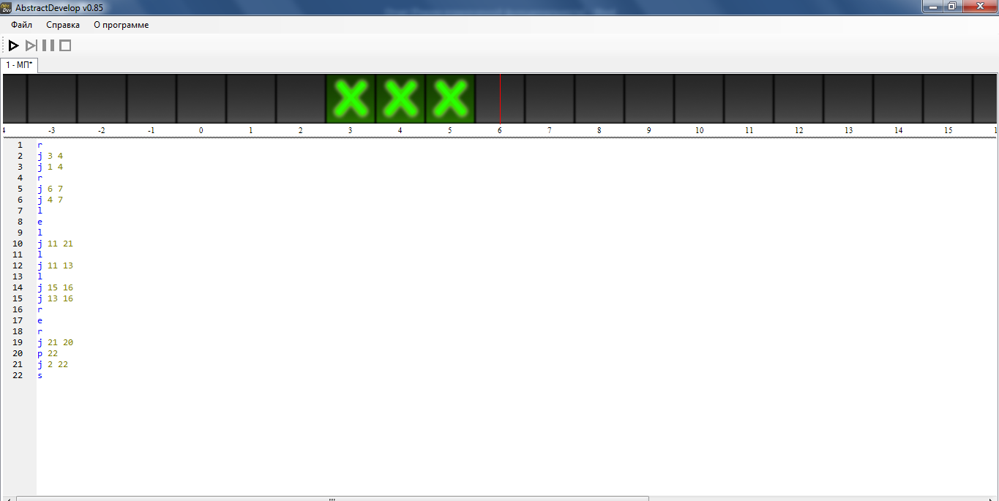 AbstractDevelop v0.85
Файл Справка О программе
1 - МП*
4 -3 -2 -1 0 1 2 3 4 5 6 7 8 9 10 11 12 13 14 15 1
1 r
2 j 3 4
3 j 1 4
4 r
5 j 6 7
6 j 4 7
7 l
8 e
9 l
10 j 11 21
11 l
12 j 11 13
13 l
14 j 15 16
15 j 13 16
16 r
17 e
18 r
19 j 21 20
20 p 22
21 j 2 22
22 s